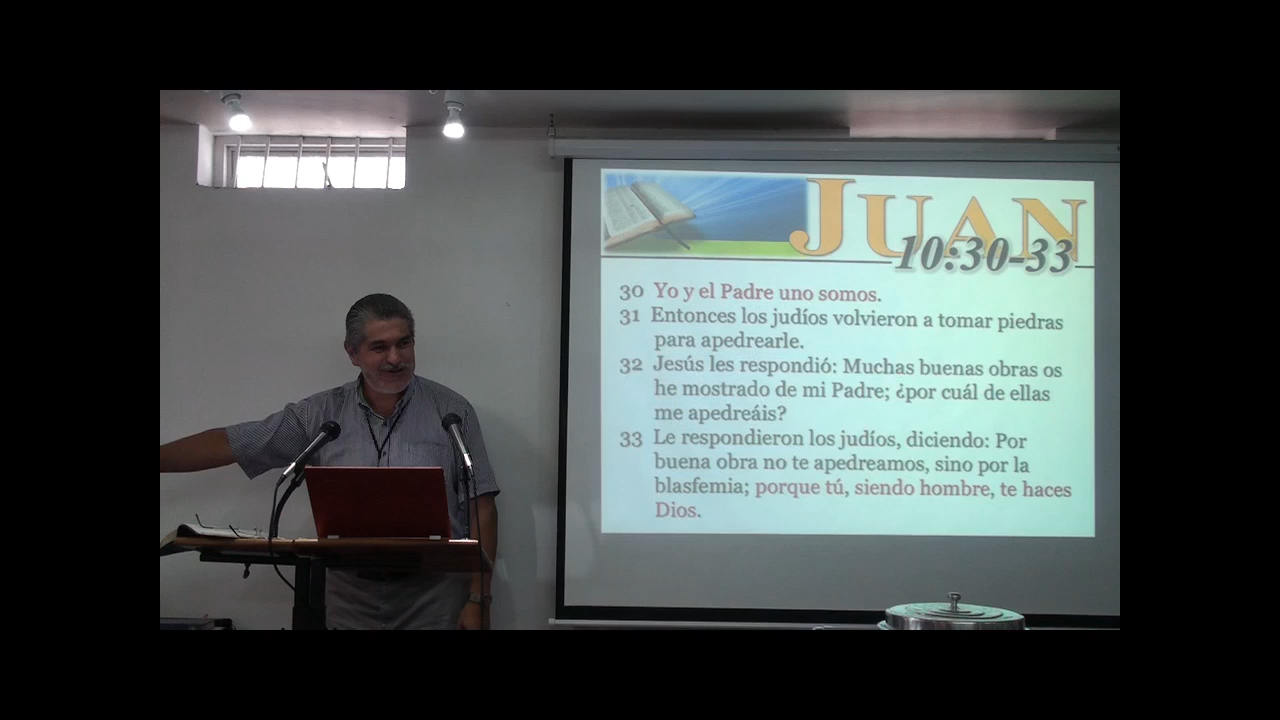 JUAN
10:30-33
30 Yo y el Padre uno somos.
31 Entonces los judíos volvieron a tomar piedras
para apedrearle.
32 Jesús les respondió: Muchas buenas obras os
he mostrado de mi Padre; ¿por cuál de ellas
me apedreáis?
33 Le respondieron los judíos, diciendo: Por
buena obra no te apedreamos, sino por la
blasfemia; porque tú, siendo hombre, te haces
Dios.